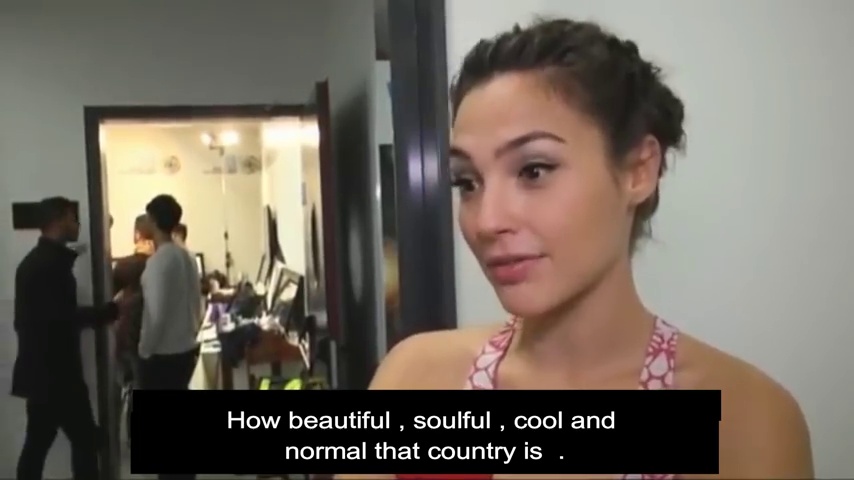 How beautiful , soulful , cool and
normal that country is  .